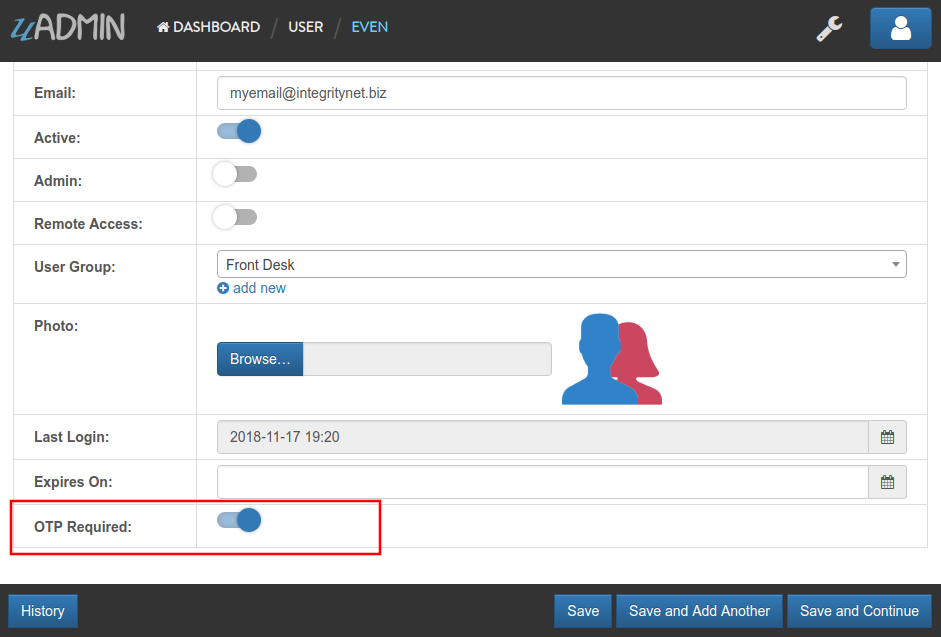 uADMIN DASHBOARD / USER / EVEN
Email: myemail@integritynet.biz
Active:
Admin:
Remote Access:
User Group: Front Desk
add new
Photo:
Browse…
Last Login: 2018-11-17 19:20
Expires On:
OTP Required:
History Save Save and Add Another Save and Continue